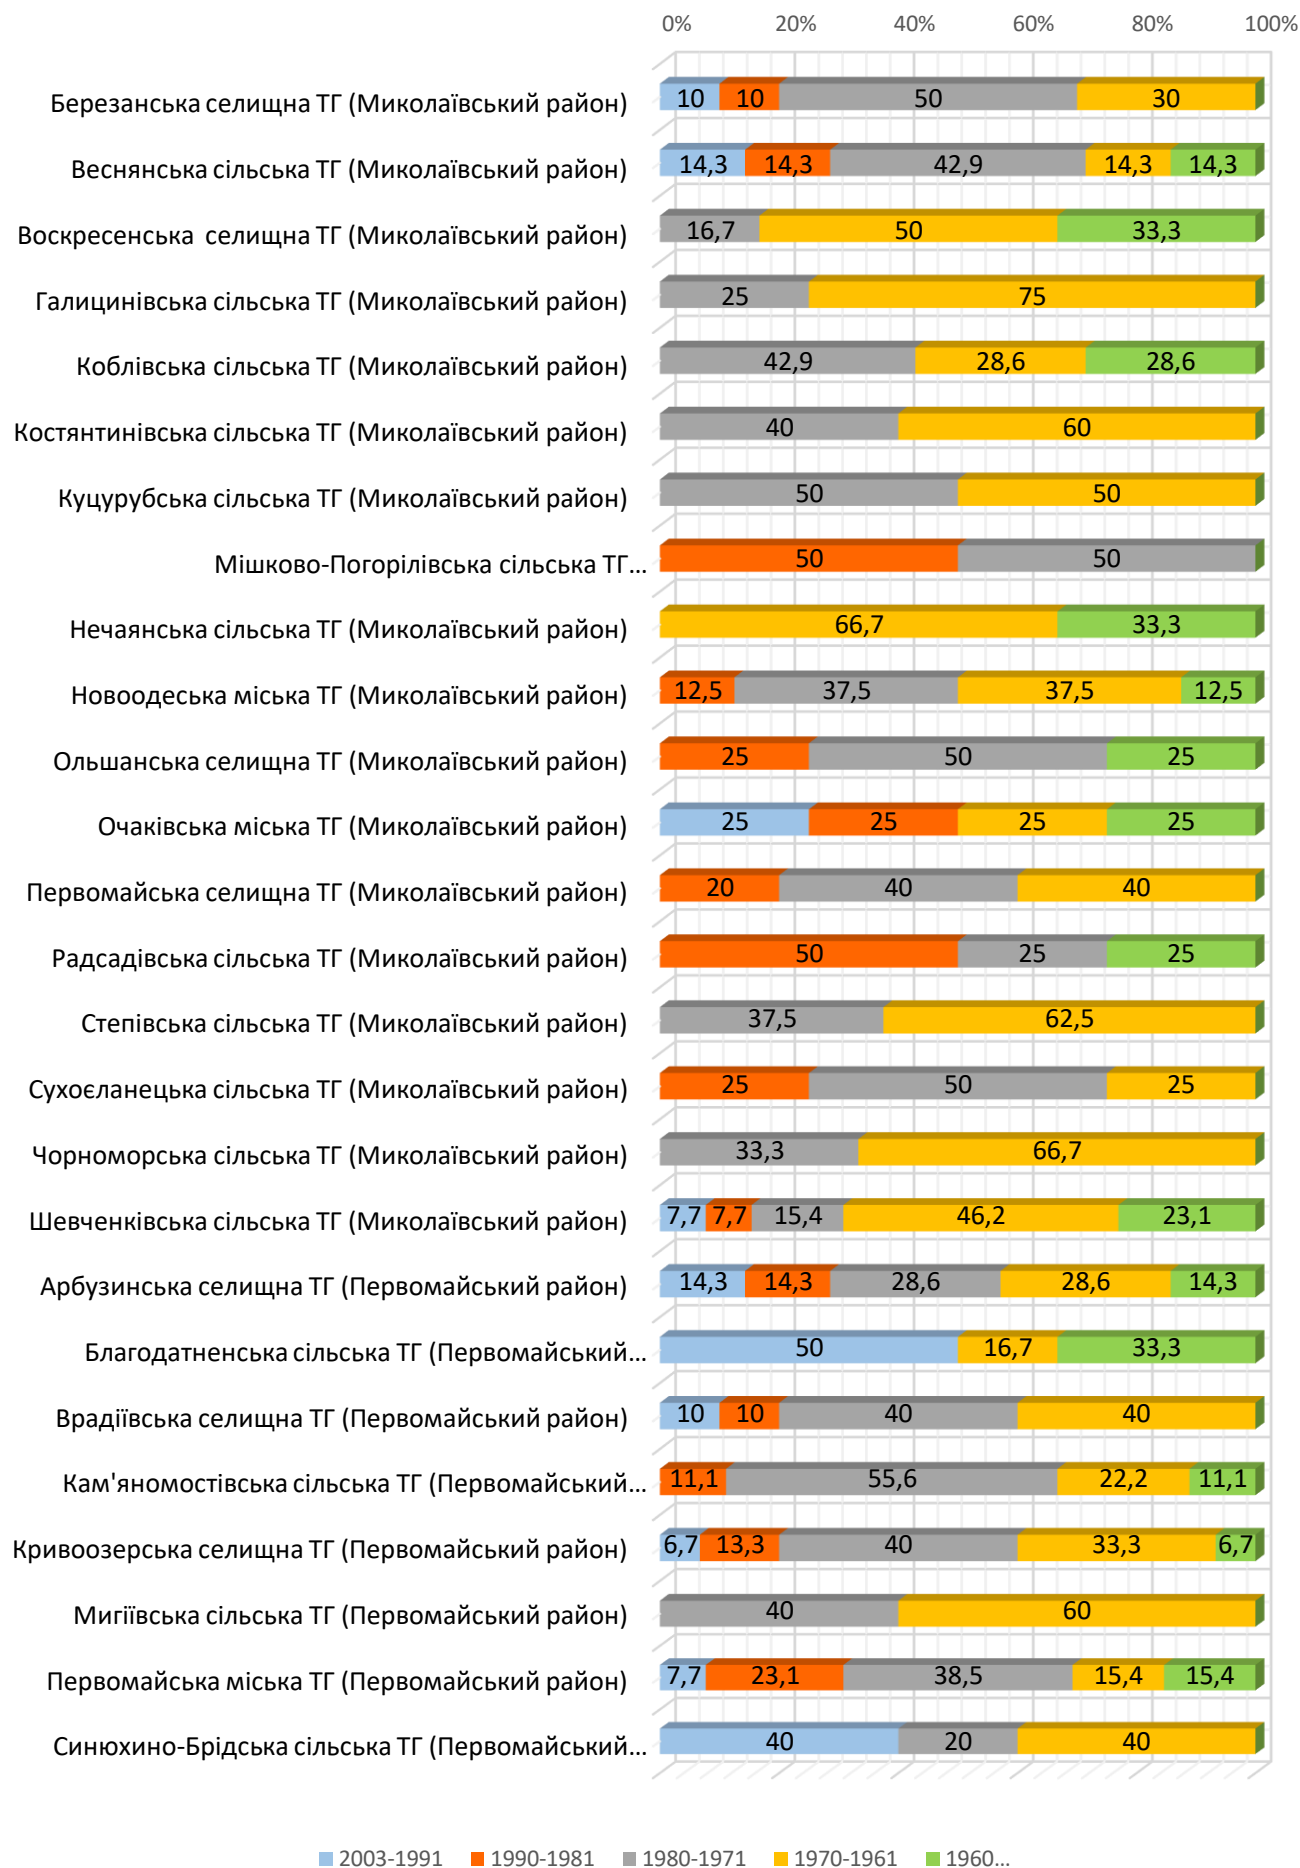 0% 20% 40% 60% 80% 100%
Березанська селищна ТГ (Миколаївський район) 10 10 50 30
Веснянська сільська ТГ (Миколаївський район) 14,3 14,3 42,9 14,3 14,3
Воскресенська селищна ТГ (Миколаївський район) 16,7 50 33,3
Галицинівська сільська ТГ (Миколаївський район) 25 75
Коблівська сільська ТГ (Миколаївський район) 42,9 28,6 28,6
Костянтинівська сільська ТГ (Миколаївський район) 40 60
Куцурубська сільська ТГ (Миколаївський район) 50 50
Мішково-Погорілівська сільська ТГ... 50 50
Нечаянська сільська ТГ (Миколаївський район) 66,7 33,3
Новоодеська міська ТГ (Миколаївський район) 12,5 37,5 37,5 12,5
Ольшанська селищна ТГ (Миколаївський район) 25 50 25
Очаківська міська ТГ (Миколаївський район) 25 25 25 25
Первомайська селищна ТГ (Миколаївський район) 20 40 40
Радсадівська сільська ТГ (Миколаївський район) 50 25 25
Степівська сільська ТГ (Миколаївський район) 37,5 62,5
Сухоєланецька сільська ТГ (Миколаївський район) 25 50 25
Чорноморська сільська ТГ (Миколаївський район) 33,3 66,7
Шевченківська сільська ТГ (Миколаївський район) 7,7 7,7 15,4 46,2 23,1
Арбузинська селищна ТГ (Первомайський район) 14,3 14,3 28,6 28,6 14,3
Благодатненська сільська ТГ (Первомайський... 50 16,7 33,3
Врадіївська селищна ТГ (Первомайський район) 10 10 40 40
Кам'яномостівська сільська ТГ (Первомайський... 11,1 55,6 22,2 11,1
Кривоозерська селищна ТГ (Первомайський район) 6,7 13,3 40 33,3 6,7
Мигіївська сільська ТГ (Первомайський район) 40 60
Первомайська міська ТГ (Первомайський район) 7,7 23,1 38,5 15,4 15,4
Синюхино-Брідська сільська ТГ (Первомайський... 40 20 40
2003-1991 1990-1981 1980-1971 1970-1961 1960...